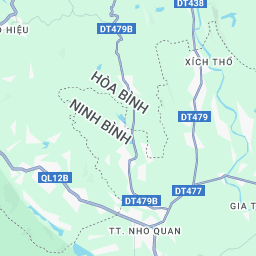 DT438
DT479B
Ộ HIỆU
XÍCH THỔ
HÒA BÌNH
NINH BÌNH
DT479
QL12B
DT477
DT479B
GIA T
TT. NHO QUAN